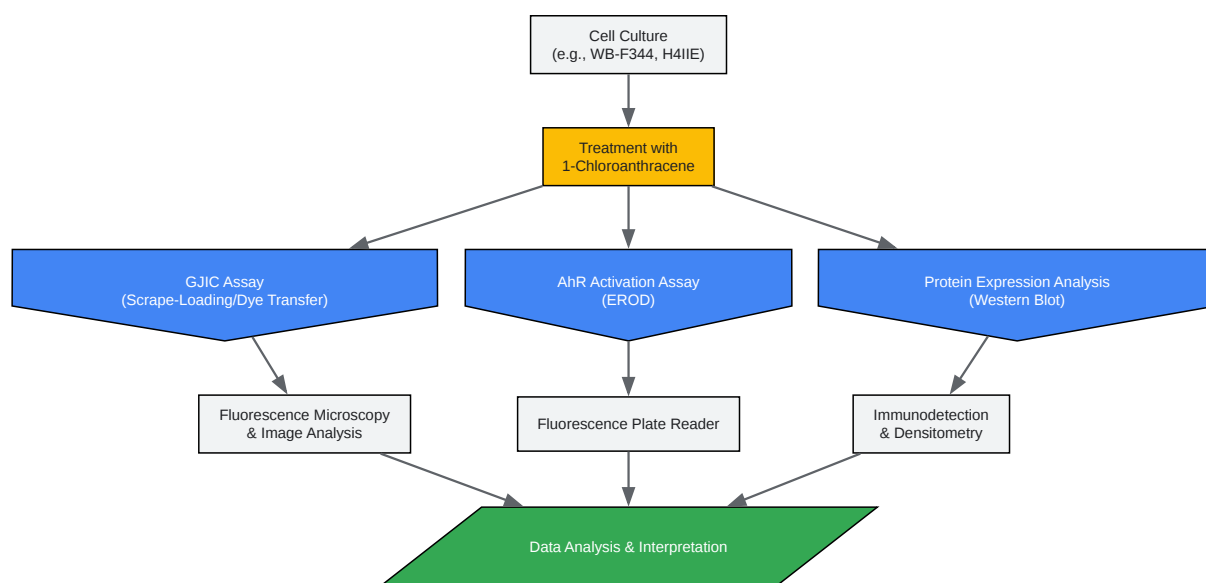 Cell Culture
(e.g., WB-F344, H4IIE)
Treatment with
1-Chloroanthracene
GJIC Assay
(Scrape-Loading/Dye Transfer)
AhR Activation Assay
(EROD)
Protein Expression Analysis
(Western Blot)
Fluorescence Microscopy
& Image Analysis
Fluorescence Plate Reader
Immunodetection
& Densitometry
Data Analysis & Interpretation